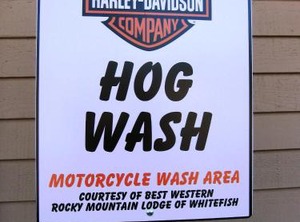 HARLEY-DAVIDSON
COMPANY
HOG
WASH
MOTORCYCLE WASH AREA
COURTESY OF BEST WESTERN
ROCKY MOUNTAIN LODGE OF WHITEFISH